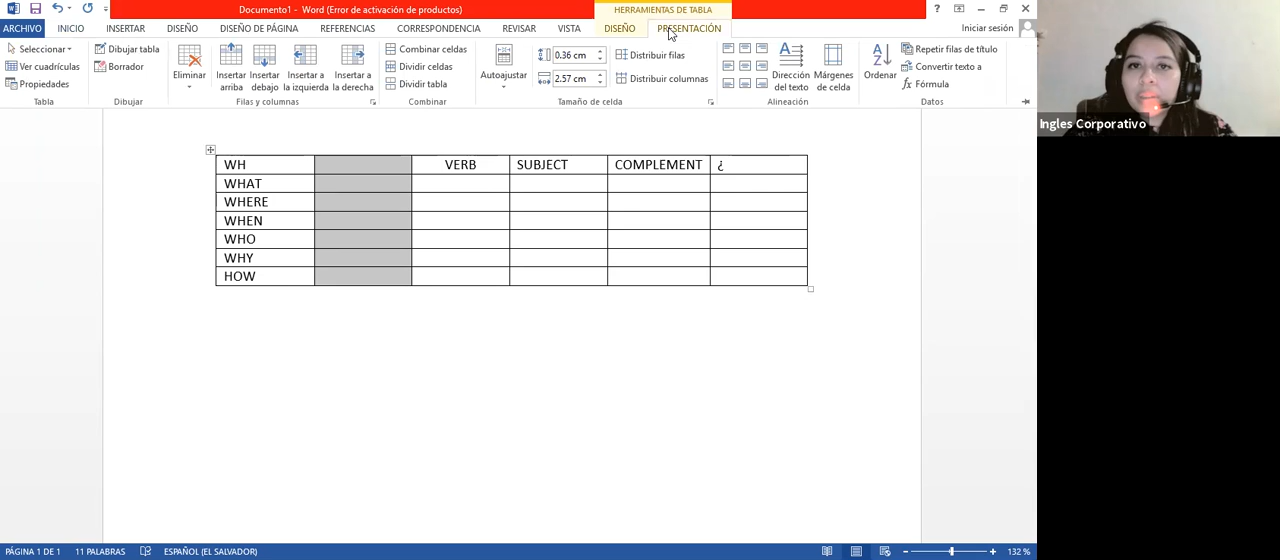 Documento1 - Word (Error de activación de productos)
HERRAMIENTAS DE TABLA
?
ARCHIVO INICIO INSERTAR DISEÑO DISEÑO DE PÁGINA REFERENCIAS CORRESPONDENCIA REVISAR VISTA DISEÑO PRESENTACIÓN Iniciar sesión
Seleccionar
Ver cuadrículas
Propiedades
Tabla
Dibujar tabla
Borrador
Dibujar
Eliminar
Insertar arriba
Insertar debajo
Insertar a la izquierda
Insertar a la derecha
Filas y columnas
Combinar celdas
Dividir celdas
Dividir tabla
Combinar
Autoajustar
0.36 cm
2.57 cm
Distribuir filas
Distribuir columnas
Tamaño de celda
Dirección del texto
Márgenes de celda
Alineación
A
Z
Ordenar
Repetir filas de título
Convertir texto a
Fórmula
Datos
Ingles Corporativo
WH VERB SUBJECT COMPLEMENT ¿
WHAT
WHERE
WHEN
WHO
WHY
HOW
PÁGINA 1 DE 1 11 PALABRAS ESPAÑOL (EL SALVADOR) 132 %